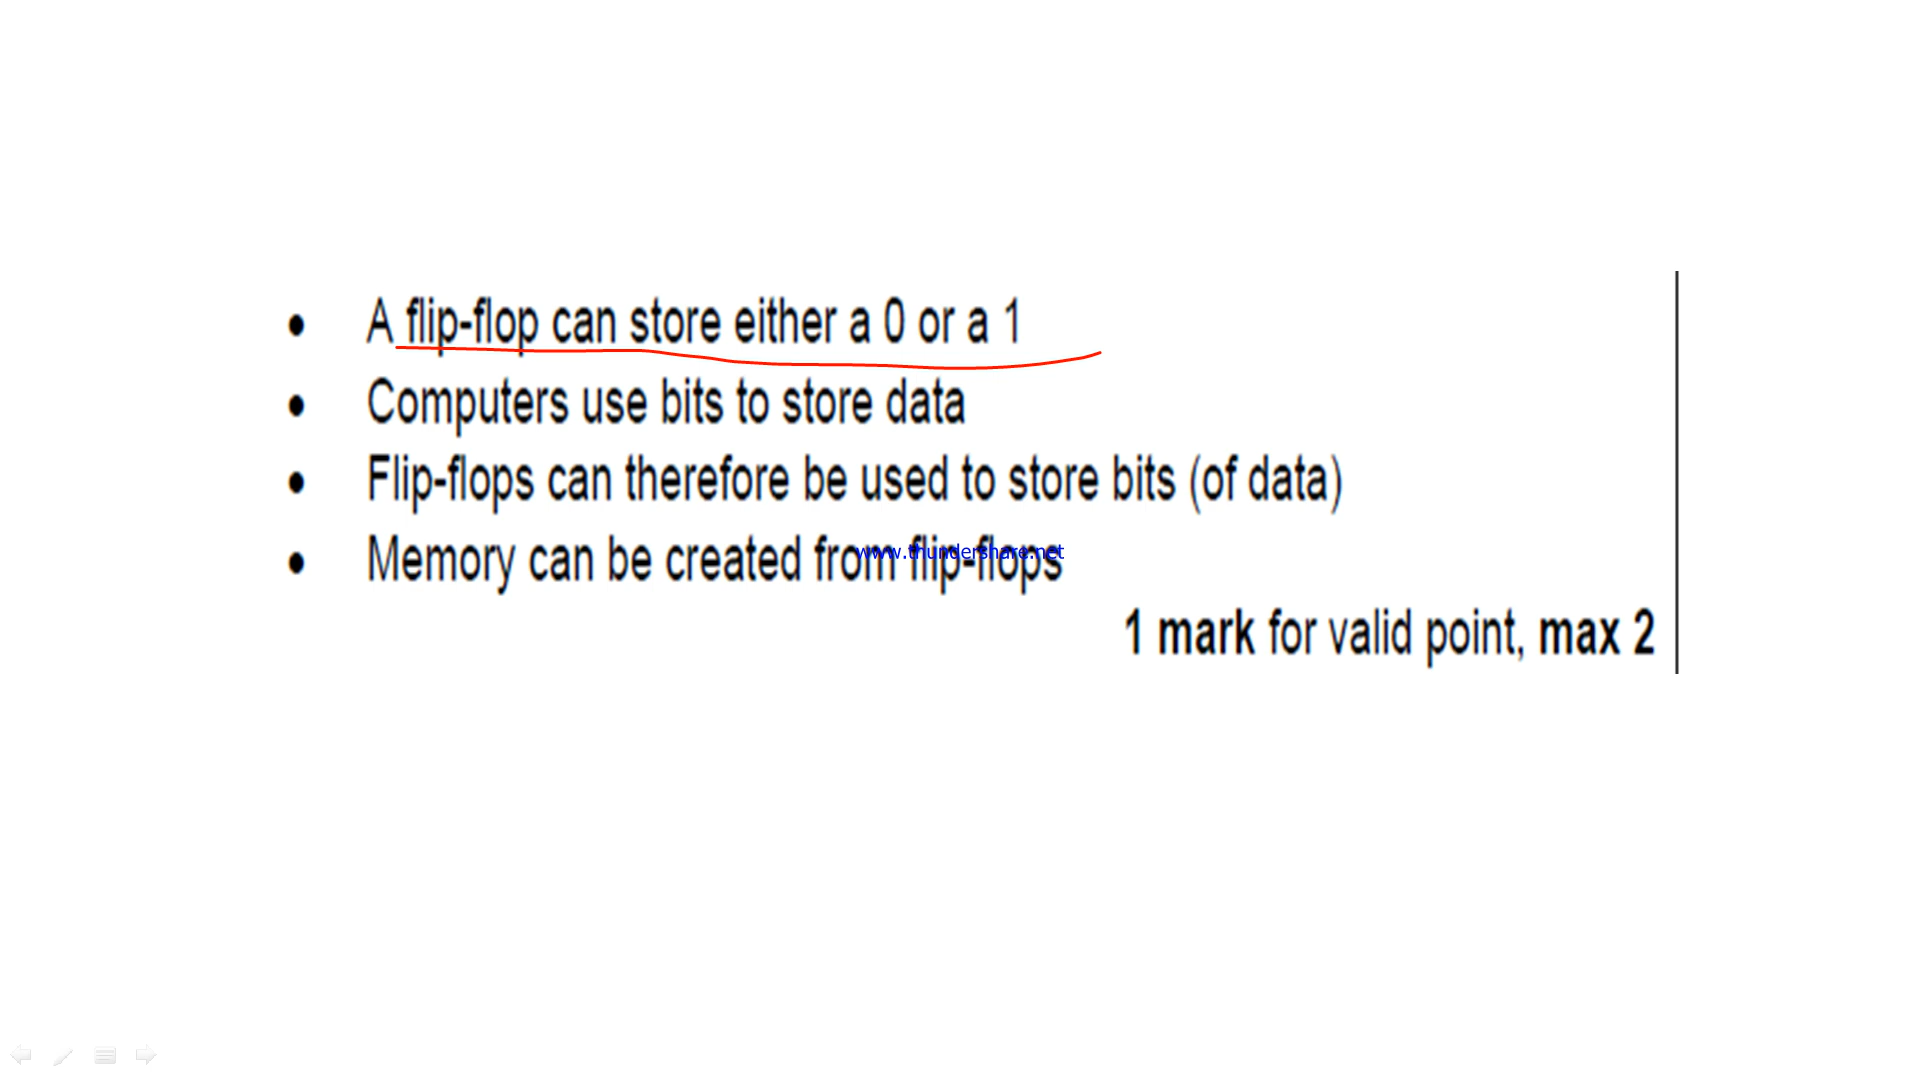 • A flip-flop can store either a 0 or a 1
• Computers use bits to store data
• Flip-flops can therefore be used to store bits (of data)
• Memory can be created from flip-flops
www.thundershare.net
1 mark for valid point, max 2